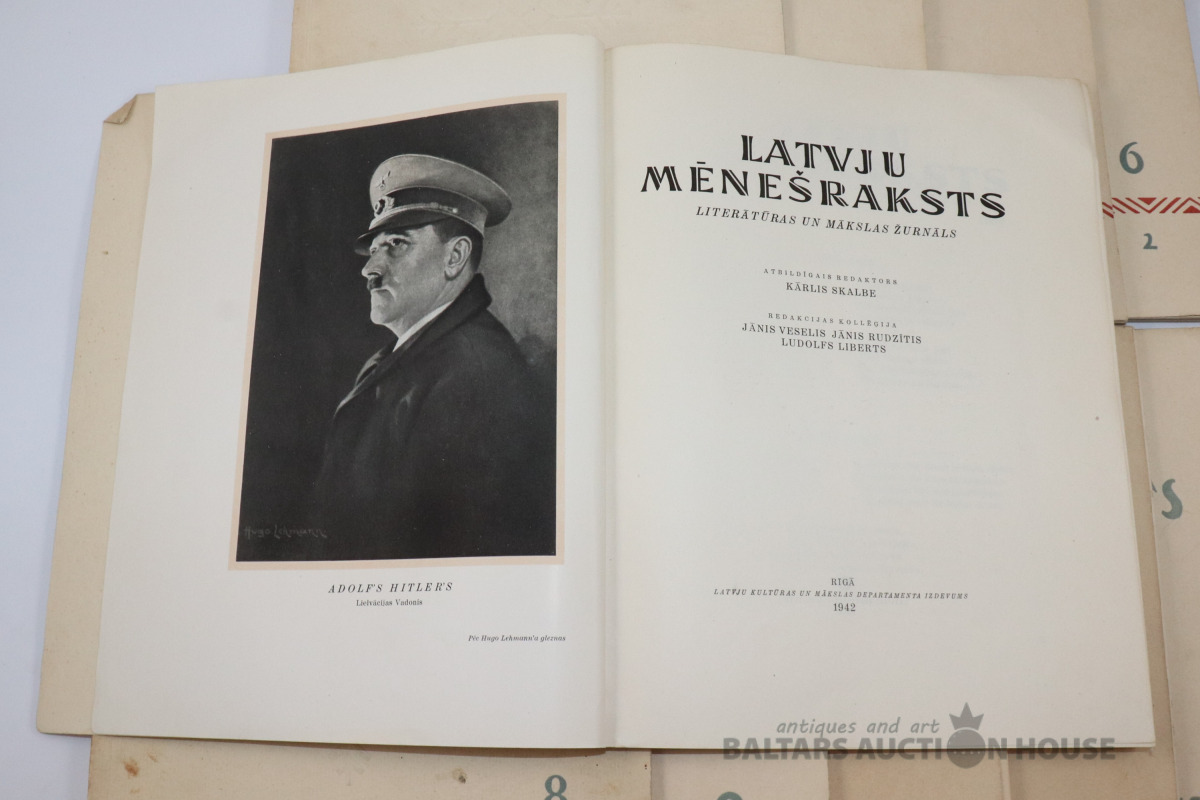 Hugo Lehmann
ADOLF'S HITLER'S
Lielvācijas Vadonis
Pēc Hugo Lehmann'a gleznas
LATVJU
MĒNEŠRAKSTS
LITERĀTŪRAS UN MĀKSLAS ŽURNĀLS
ATBILDĪGAIS REDAKTORS
KĀRLIS SKALBE
REDAKCIJAS KOLLĒĢIJA
JĀNIS VESELIS JĀNIS RUDZĪTIS
LUDOLFS LIBERTS
RĪGĀ
LATVJU KULTŪRAS UN MĀKSLAS DEPARTAMENTA IZDEVUMS
1942
6
2
S
8
antiques and art
BALTARS AUCTION HOUSE